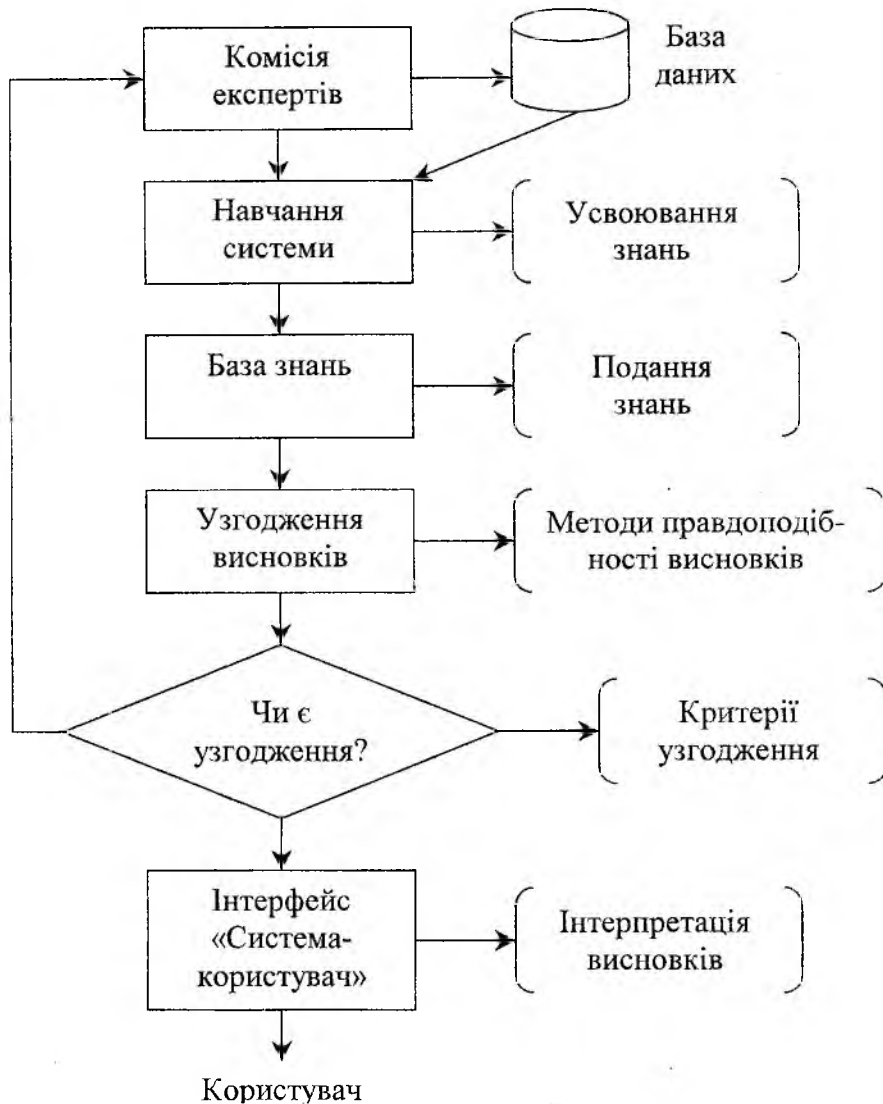 Комісія
експертів
База
даних
Навчання
системи
Усвоювання
знань
База знань
Подання
знань
Узгодження
висновків
Методи правдоподіб-
ності висновків
Чи є
узгодження?
Критерії
узгодження
Інтерфейс
«Система-
користувач»
Інтерпретація
висновків
Користувач